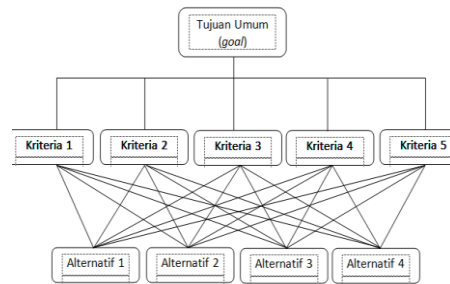 Tujuan Umum
(goal)
Kriteria 1
Kriteria 2
Kriteria 3
Kriteria 4
Kriteria 5
Alternatif 1
Alternatif 2
Alternatif 3
Alternatif 4